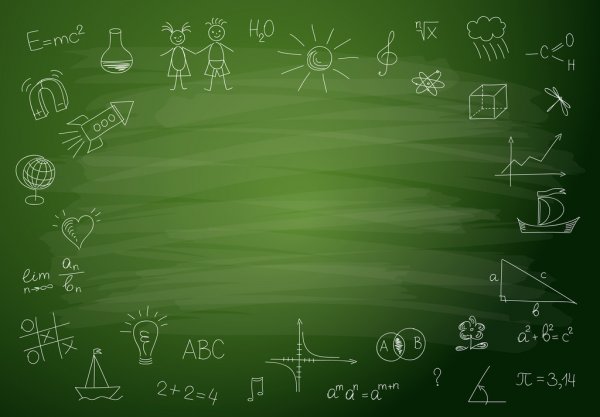 E=mc²
H₂O
ⁿ√x
-C
O
H
a
c
b
lim aₙ/bₙ
n→∞
a²+b²=c²
A B
ABC
π=3,14
2+2=4
aᵐaⁿ=aᵐ⁺ⁿ
?